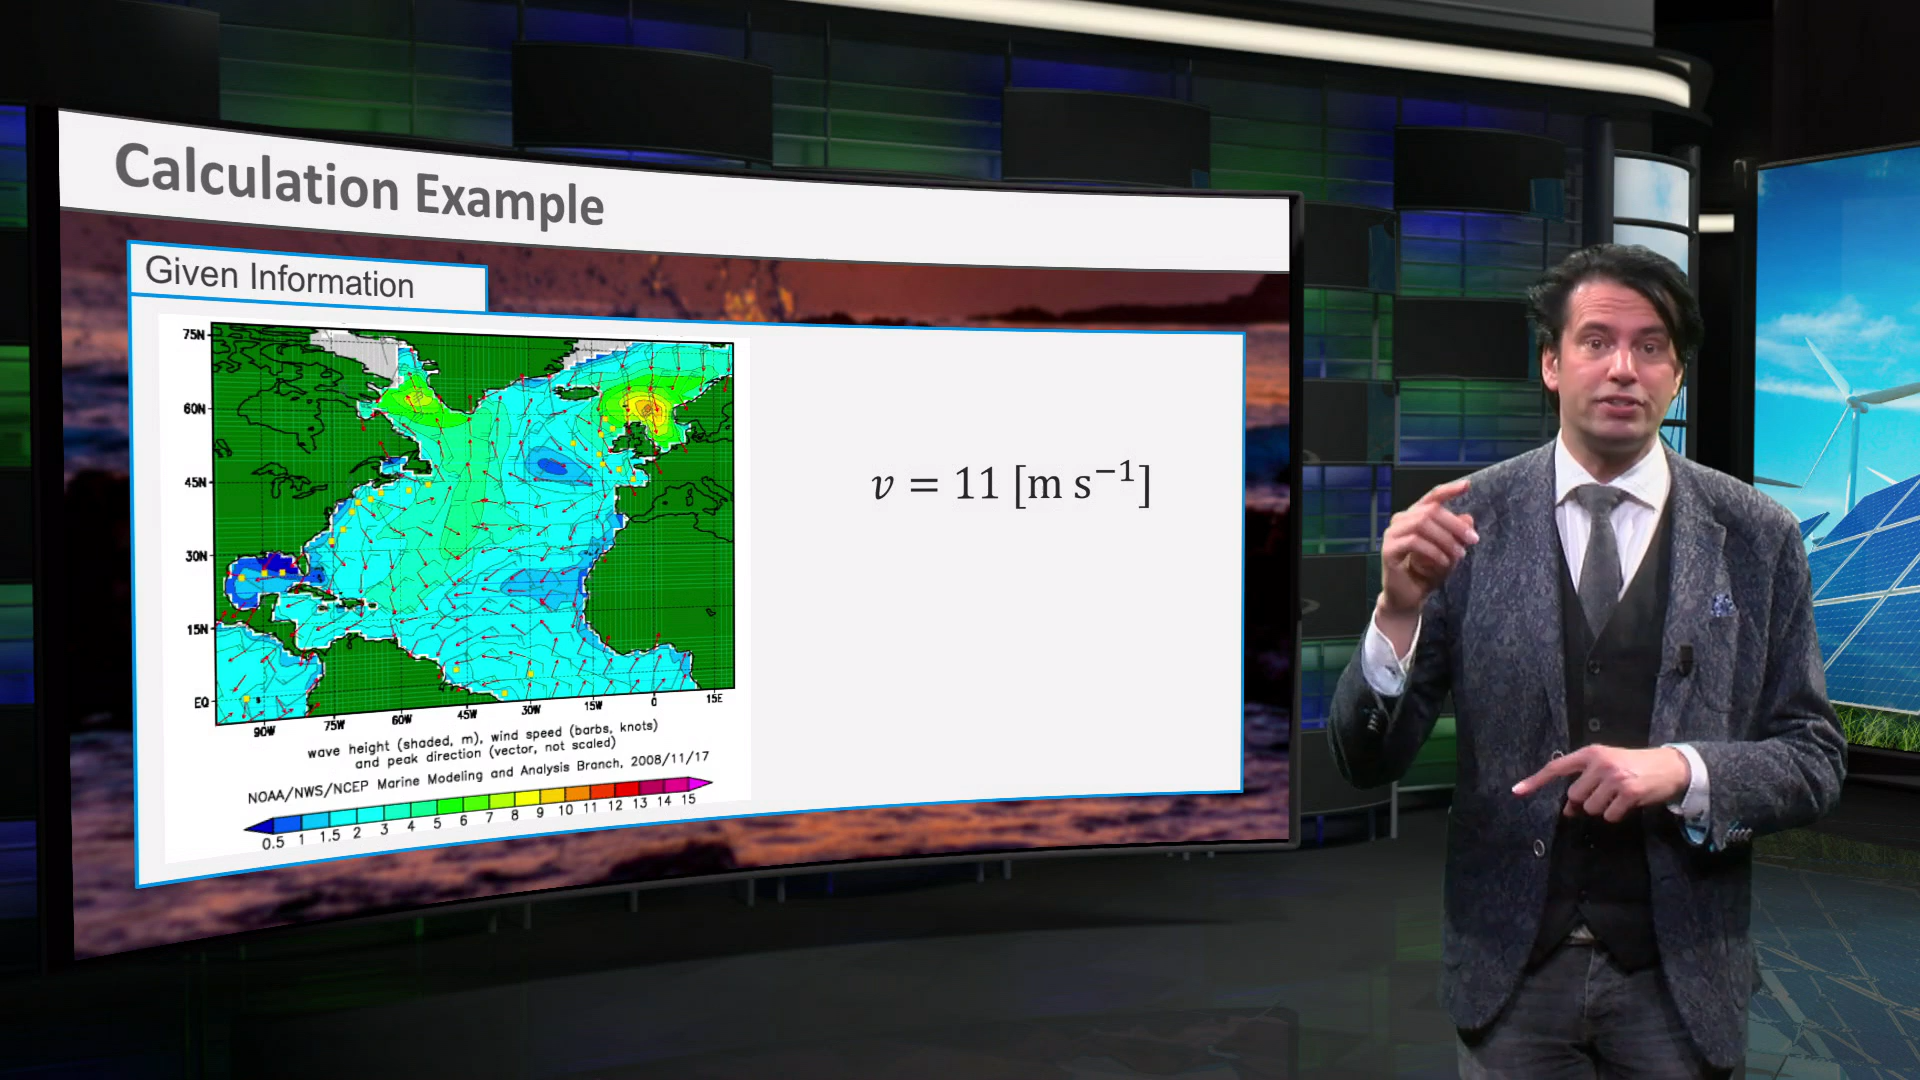 Calculation Example
Given Information
75N
60N
45N
30N
15N
EQ
90W 75W 60W 45W 30W 15W 0 15E
wave height (shaded, m), wind speed (barbs, knots)
and peak direction (vector, not scaled)
NOAA/NWS/NCEP Marine Modeling and Analysis Branch, 2008/11/17
0.5 1 1.5 2 3 4 5 6 7 8 9 10 11 12 13 14 15
v = 11 [m s⁻¹]